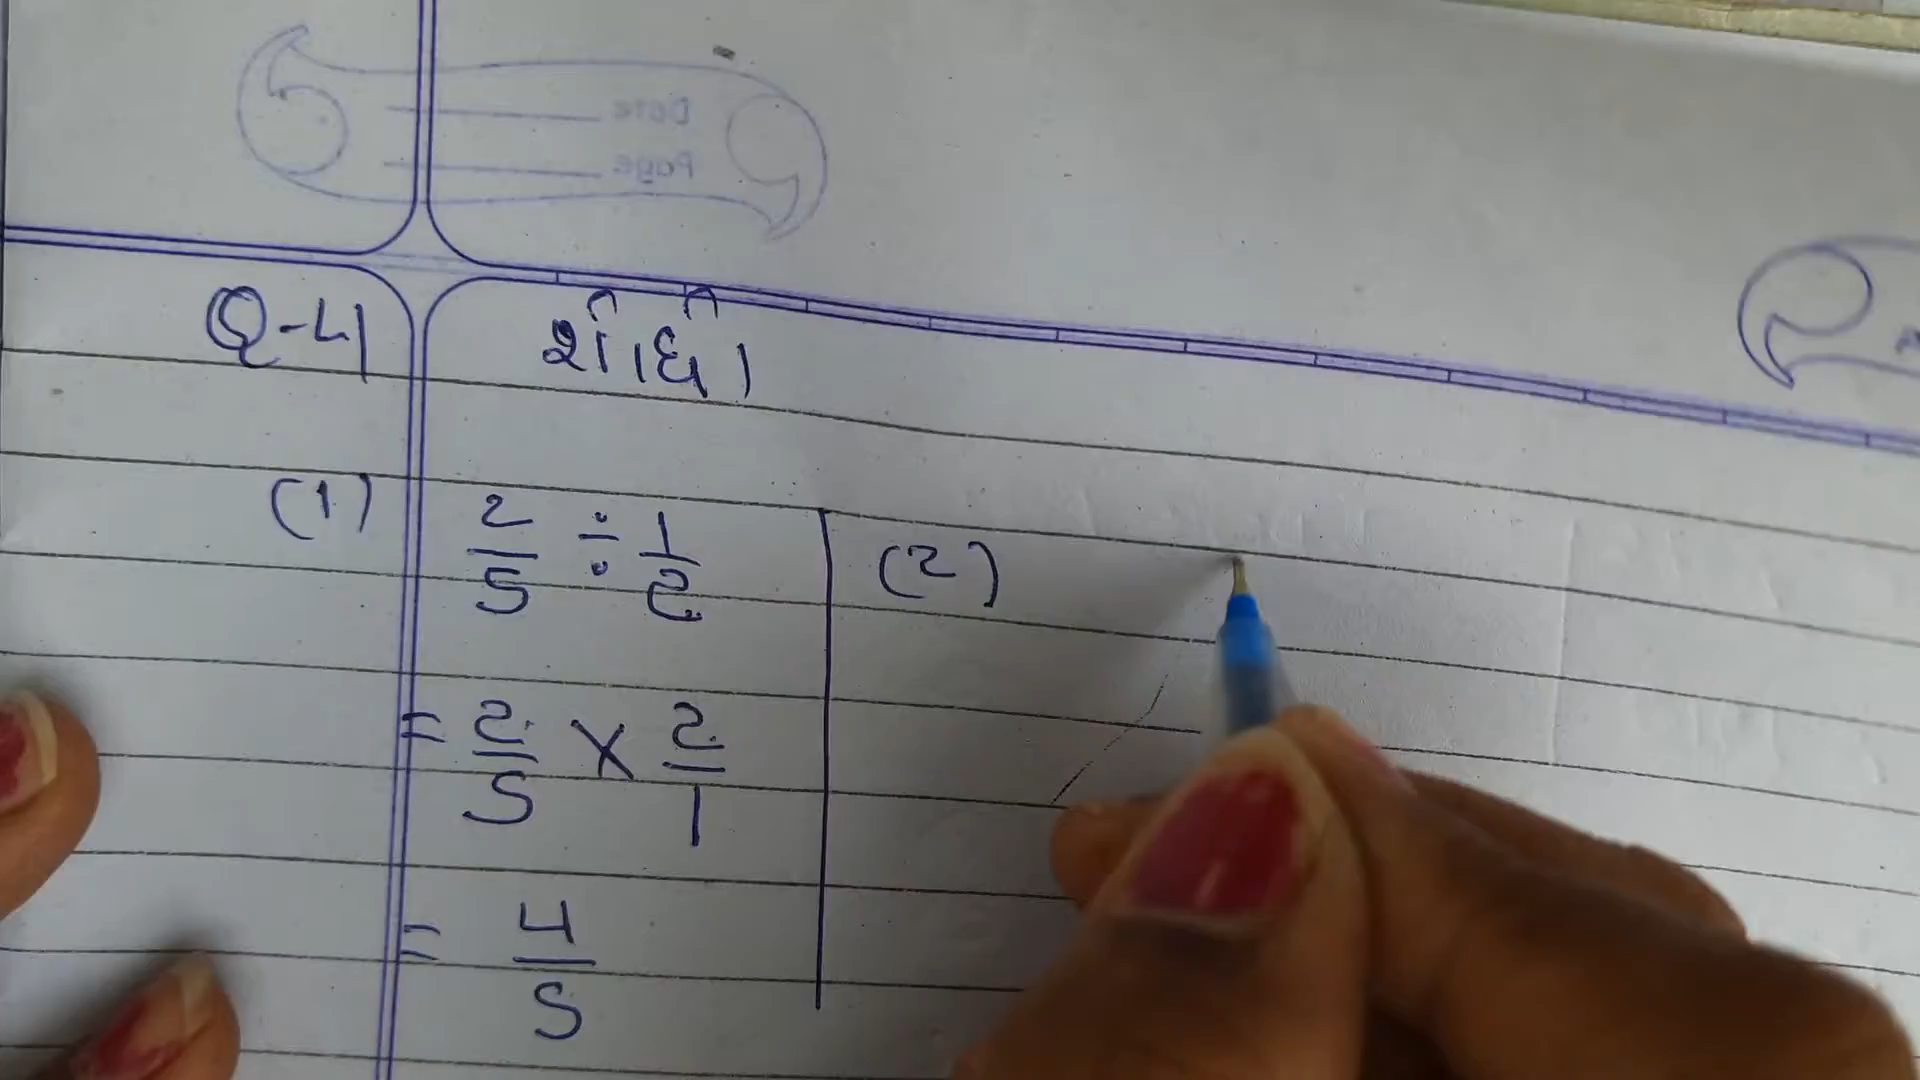 Date
Page
Q-4 શોધો।
(1) 2/5 ÷ 1/2
= 2/5 × 2/1
= 4/5
(2)